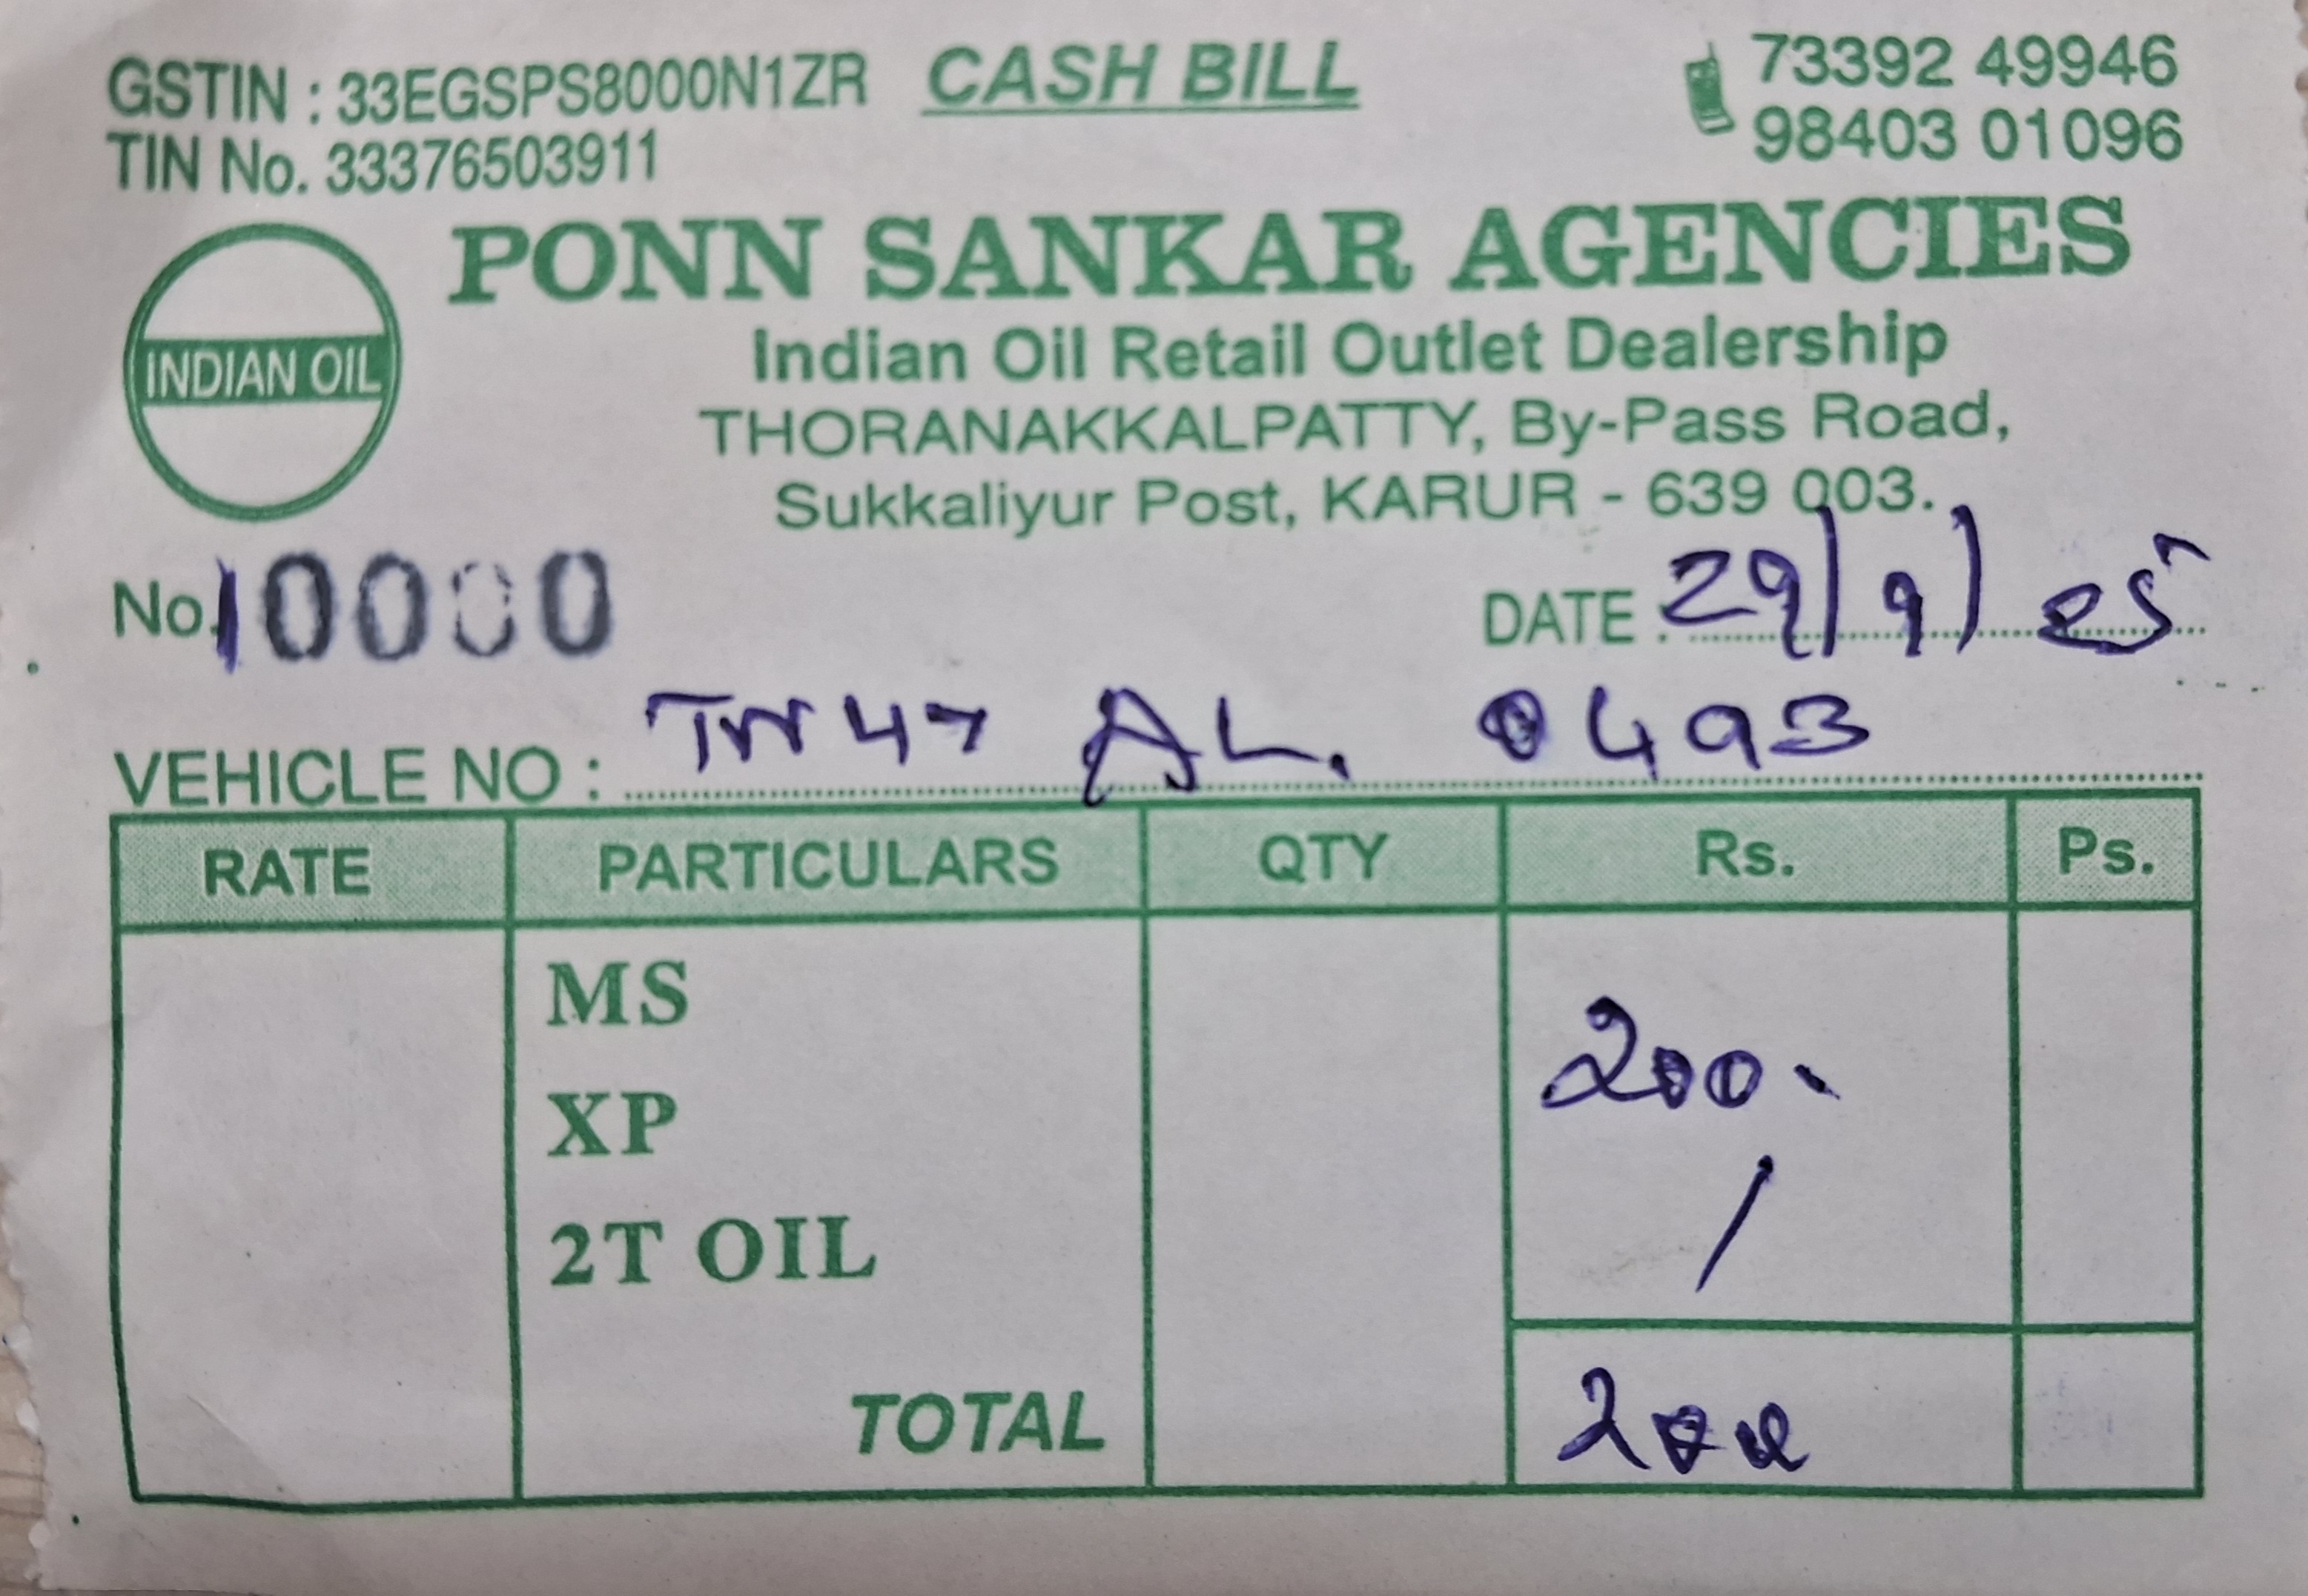 GSTIN : 33EGSPS8000N1ZR CASH BILL 73392 49946
TIN No. 33376503911 98403 01096
PONN SANKAR AGENCIES
INDIAN OIL
Indian Oil Retail Outlet Dealership
THORANAKKALPATTY, By-Pass Road,
Sukkaliyur Post, KARUR - 639 003.
No. 10000 DATE : 29/9/25
VEHICLE NO : TN 47 AL. 0493
RATE PARTICULARS QTY Rs. Ps.
MS
200.
XP
2T OIL /
TOTAL 200